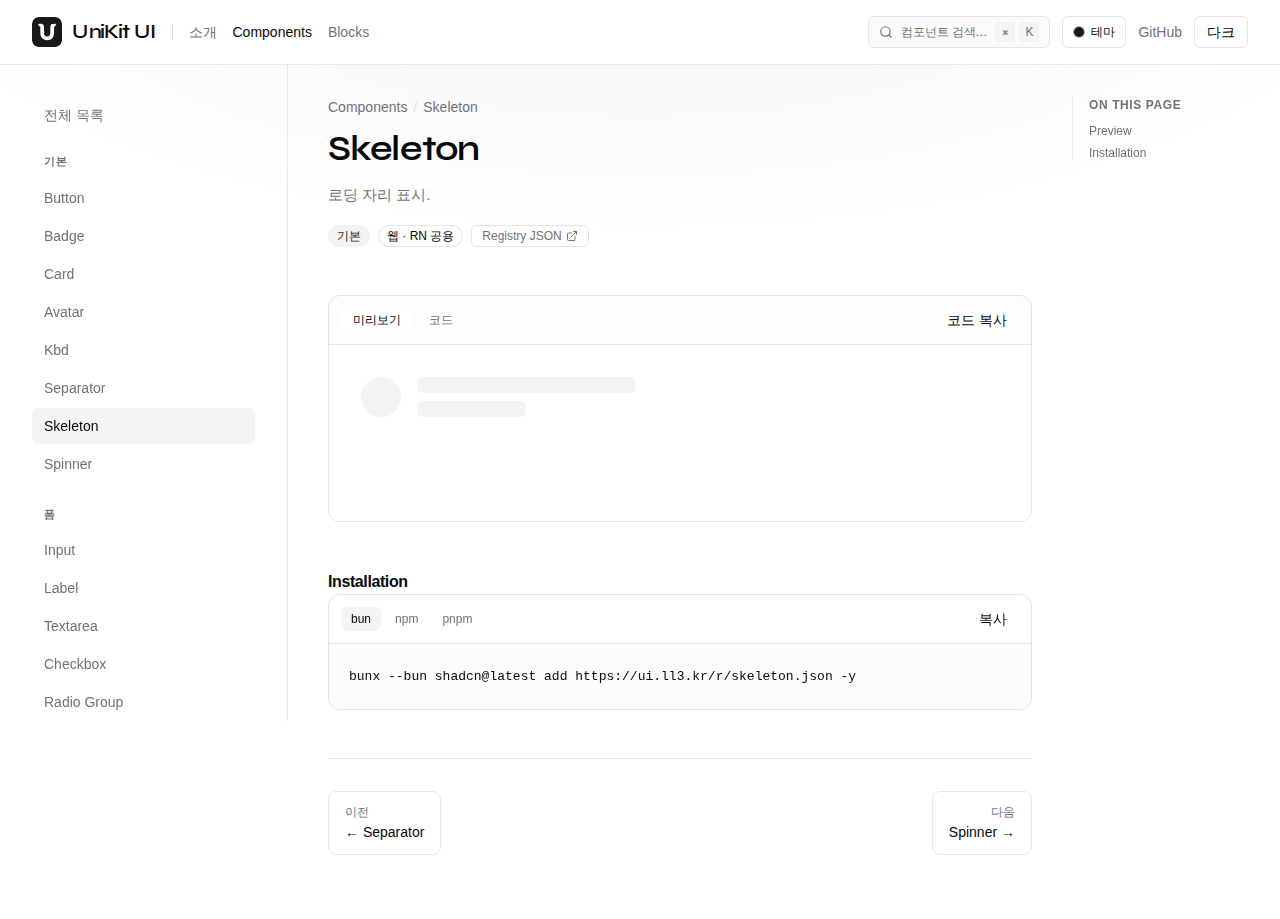 UniKit UI
소개
Components
Blocks
컴포넌트 검색…
⌘ K
테마
GitHub
다크
전체 목록
기본
Button
Badge
Card
Avatar
Kbd
Separator
Skeleton
Spinner
폼
Input
Label
Textarea
Checkbox
Radio Group
Components / Skeleton
Skeleton
로딩 자리 표시.
기본
웹 · RN 공용
Registry JSON
미리보기
코드
코드 복사
Installation
bun
npm
pnpm
복사
bunx --bun shadcn@latest add https://ui.ll3.kr/r/skeleton.json -y
이전
← Separator
다음
Spinner →
ON THIS PAGE
Preview
Installation